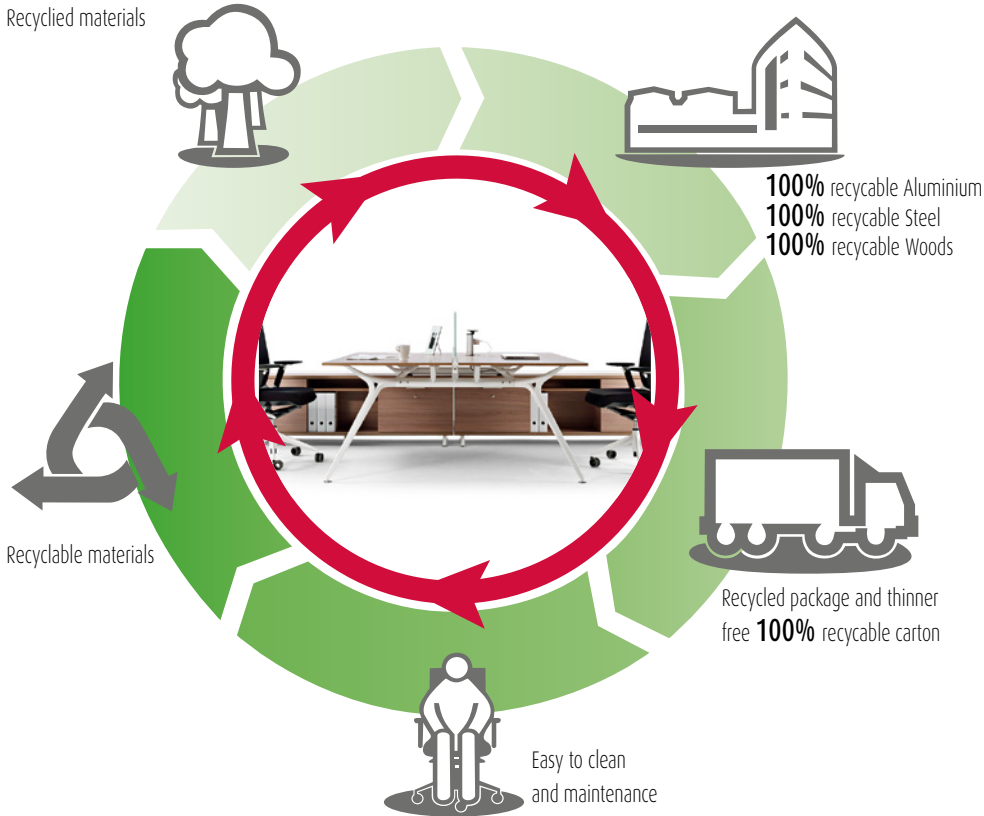 Recyclied materials
100% recycable Aluminium
100% recycable Steel
100% recycable Woods
Recycled package and thinner
free 100% recycable carton
Easy to clean
and maintenance
Recyclable materials